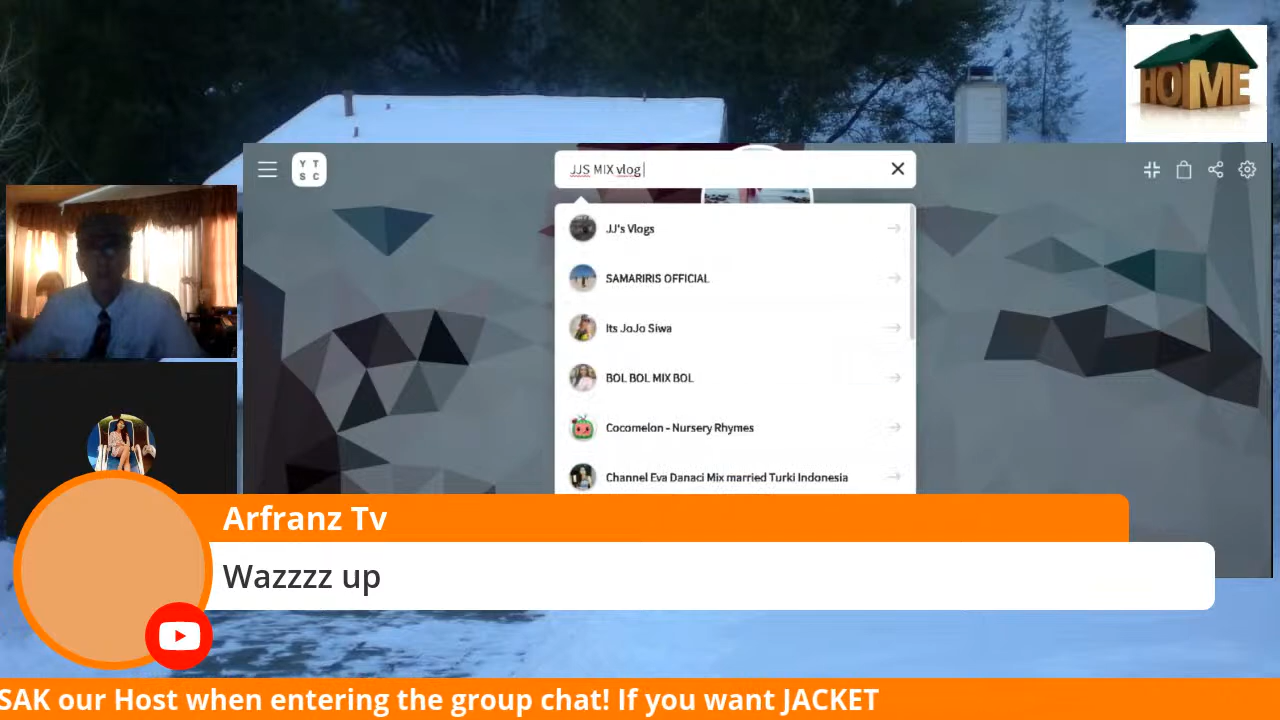 HOME
Y T
S C
JJS MIX vlog
JJ's Vlogs
SAMARIRIS OFFICIAL
Its JoJo Siwa
BOL BOL MIX BOL
Cocomelon - Nursery Rhymes
Channel Eva Danaci Mix married Turki Indonesia
Arfranz Tv
Wazzzz up
SAK our Host when entering the group chat! If you want JACKET